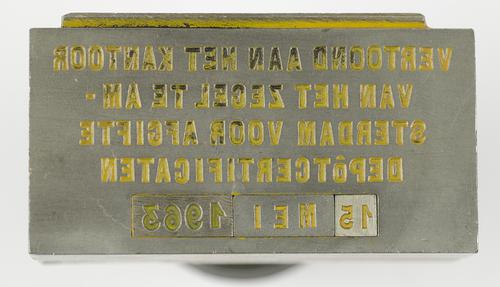 VERTOOND AAN HET KANTOOR
VAN HET ZEGEL TE AM-
STERDAM VOOR AFGIFTE
DEPÔTCERTIFICATEN
15 MEI 1963